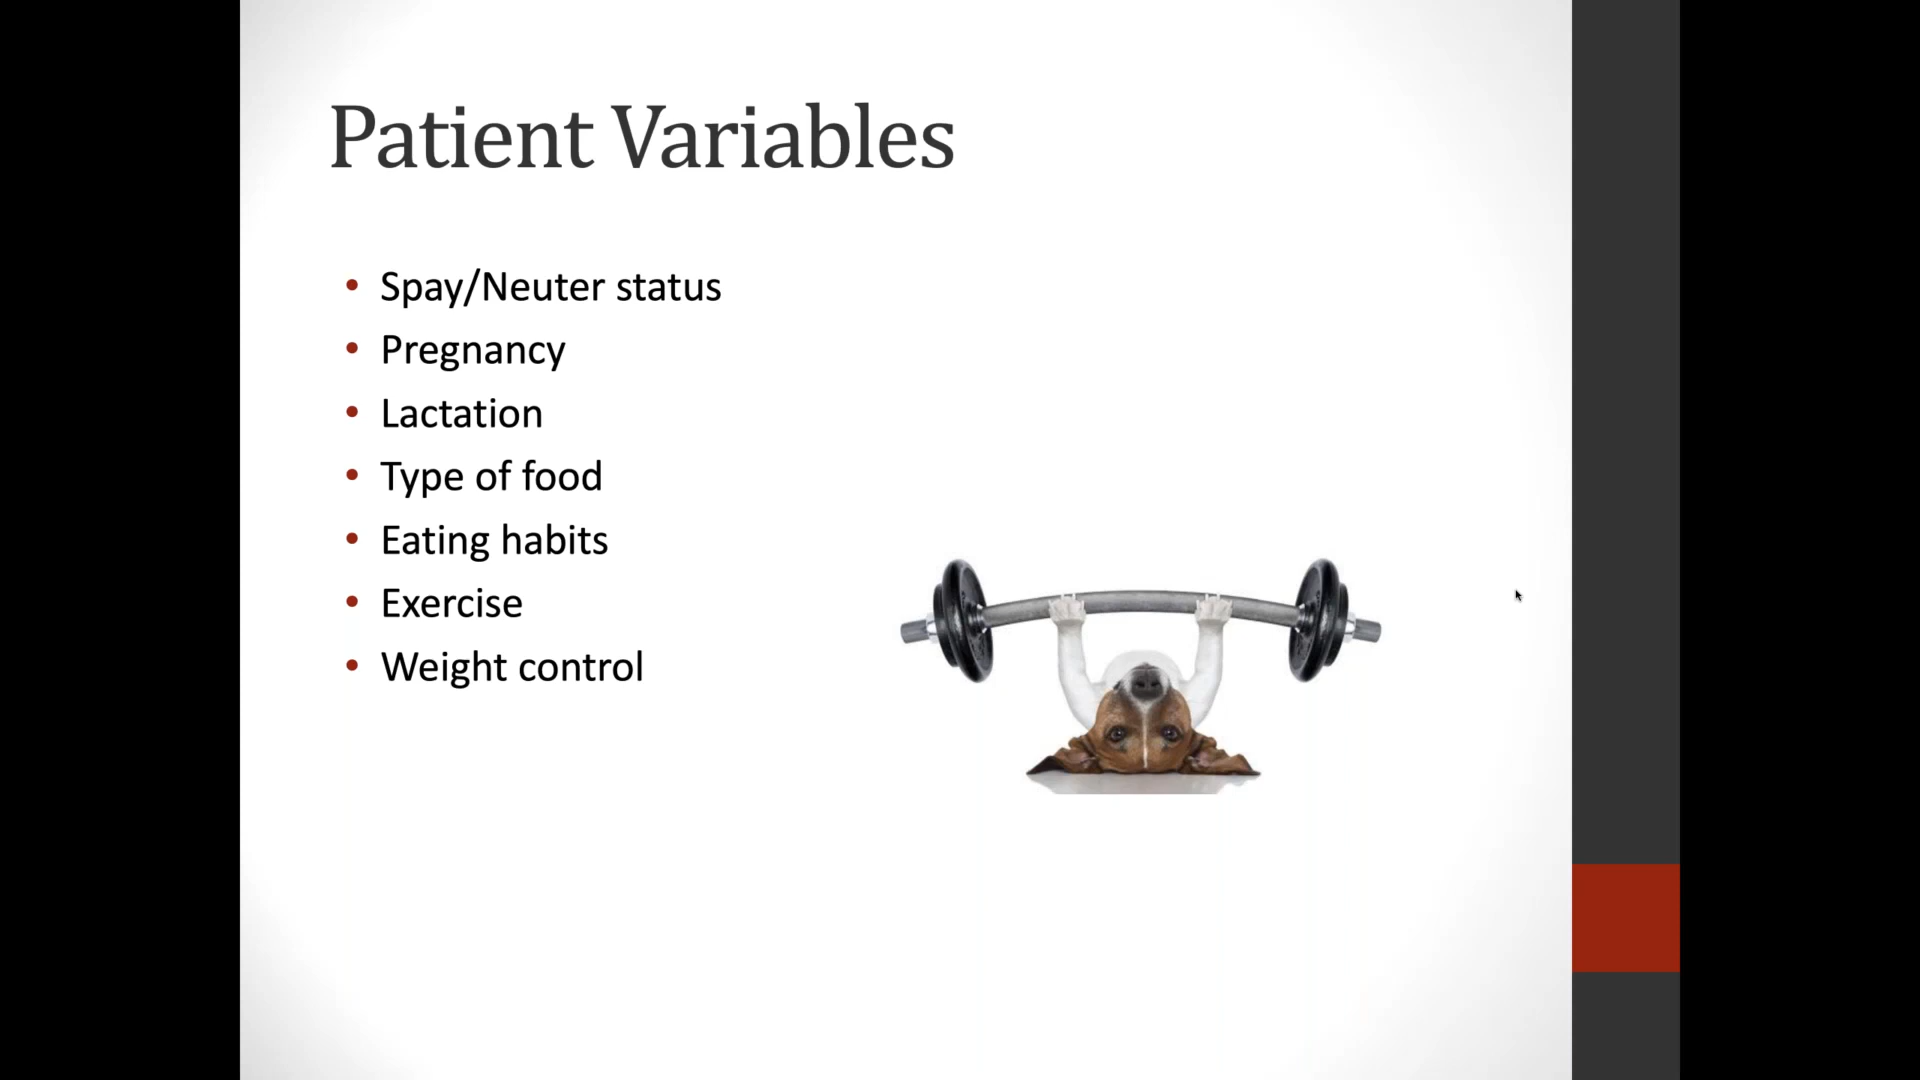 Patient Variables
• Spay/Neuter status
• Pregnancy
• Lactation
• Type of food
• Eating habits
• Exercise
• Weight control